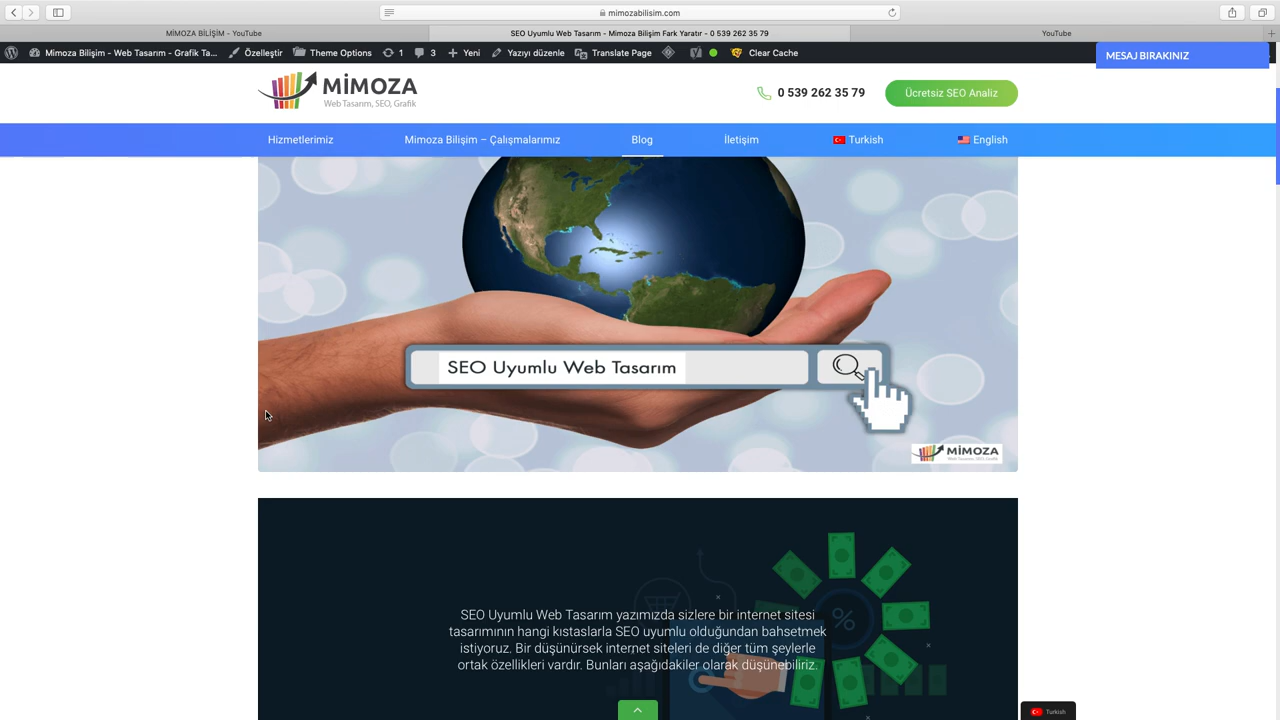 mimozabilisim.com
MİMOZA BİLİŞİM - YouTube
SEO Uyumlu Web Tasarım - Mimoza Bilişim Fark Yaratır - 0 539 262 35 79
YouTube
Mimoza Bilişim - Web Tasarım - Grafik Ta...
Özelleştir
Theme Options
1
3
Yeni
Yazıyı düzenle
Translate Page
Clear Cache
MESAJ BIRAKINIZ
MİMOZA
Web Tasarım, SEO, Grafik
0 539 262 35 79
Ücretsiz SEO Analiz
Hizmetlerimiz
Mimoza Bilişim – Çalışmalarımız
Blog
İletişim
Turkish
English
SEO Uyumlu Web Tasarım
MİMOZA
Web Tasarım, SEO, Grafik
%
SEO Uyumlu Web Tasarım yazımızda sizlere bir internet sitesi
tasarımının hangi kıstaslarla SEO uyumlu olduğundan bahsetmek
istiyoruz. Bir düşünürsek internet siteleri de diğer tüm şeylerle
ortak özellikleri vardır. Bunları aşağıdakiler olarak düşünebiliriz.
Turkish